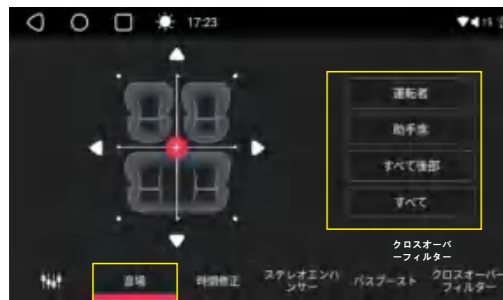 17:23
運転者
助手席
すべて後部
すべて
クロスオーバ
ーフィルター
音場
時間修正
ステレオエンハ
ンサー
バスブースト
クロスオーバー
フィルター